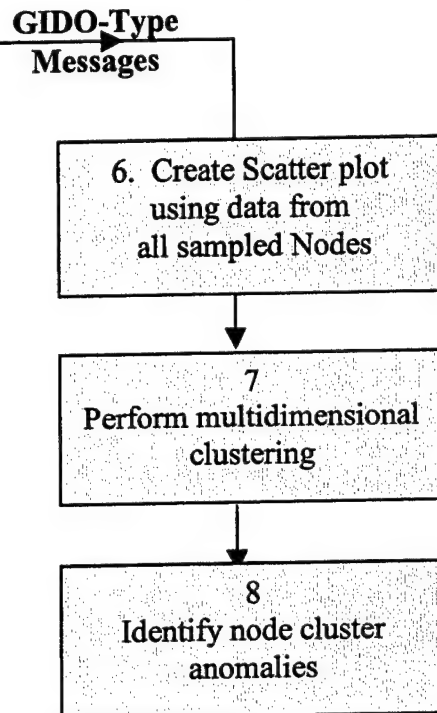 GIDO-Type
Messages
6. Create Scatter plot
using data from
all sampled Nodes
7
Perform multidimensional
clustering
8
Identify node cluster
anomalies